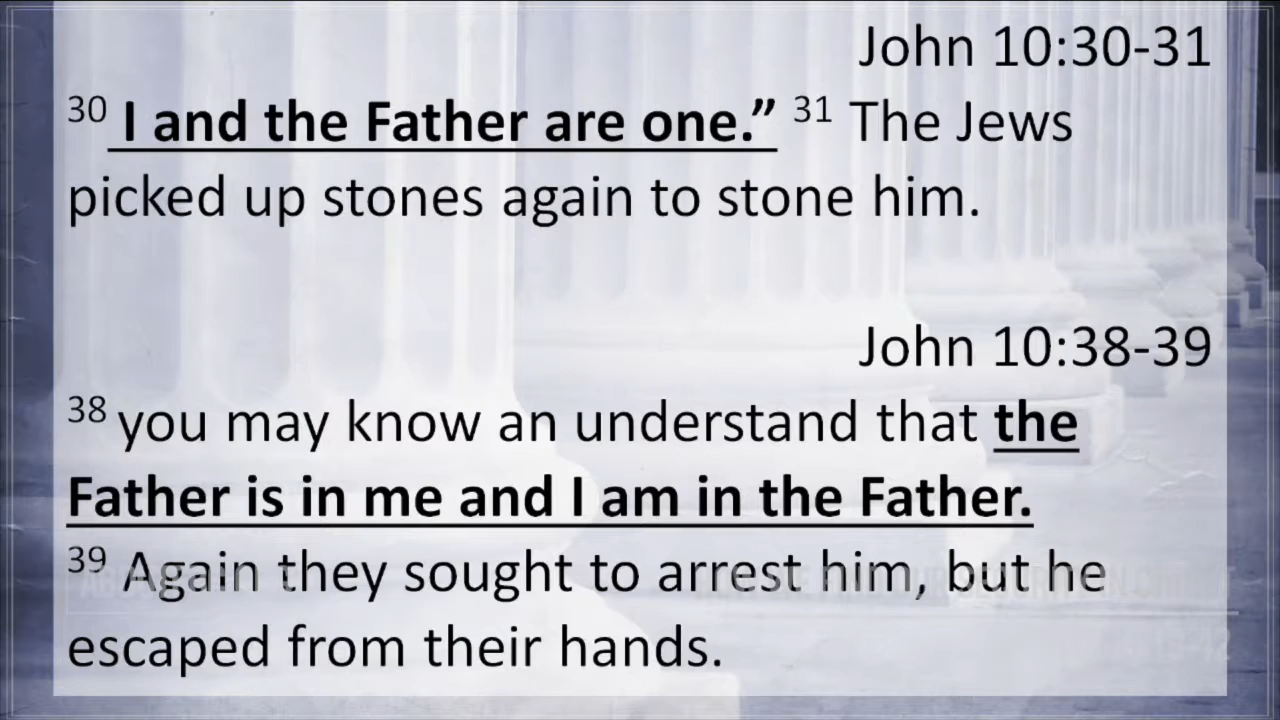 John 10:30-31
30 I and the Father are one.” 31 The Jews
picked up stones again to stone him.
John 10:38-39
38 you may know an understand that the
Father is in me and I am in the Father.
39 Again they sought to arrest him, but he
escaped from their hands.